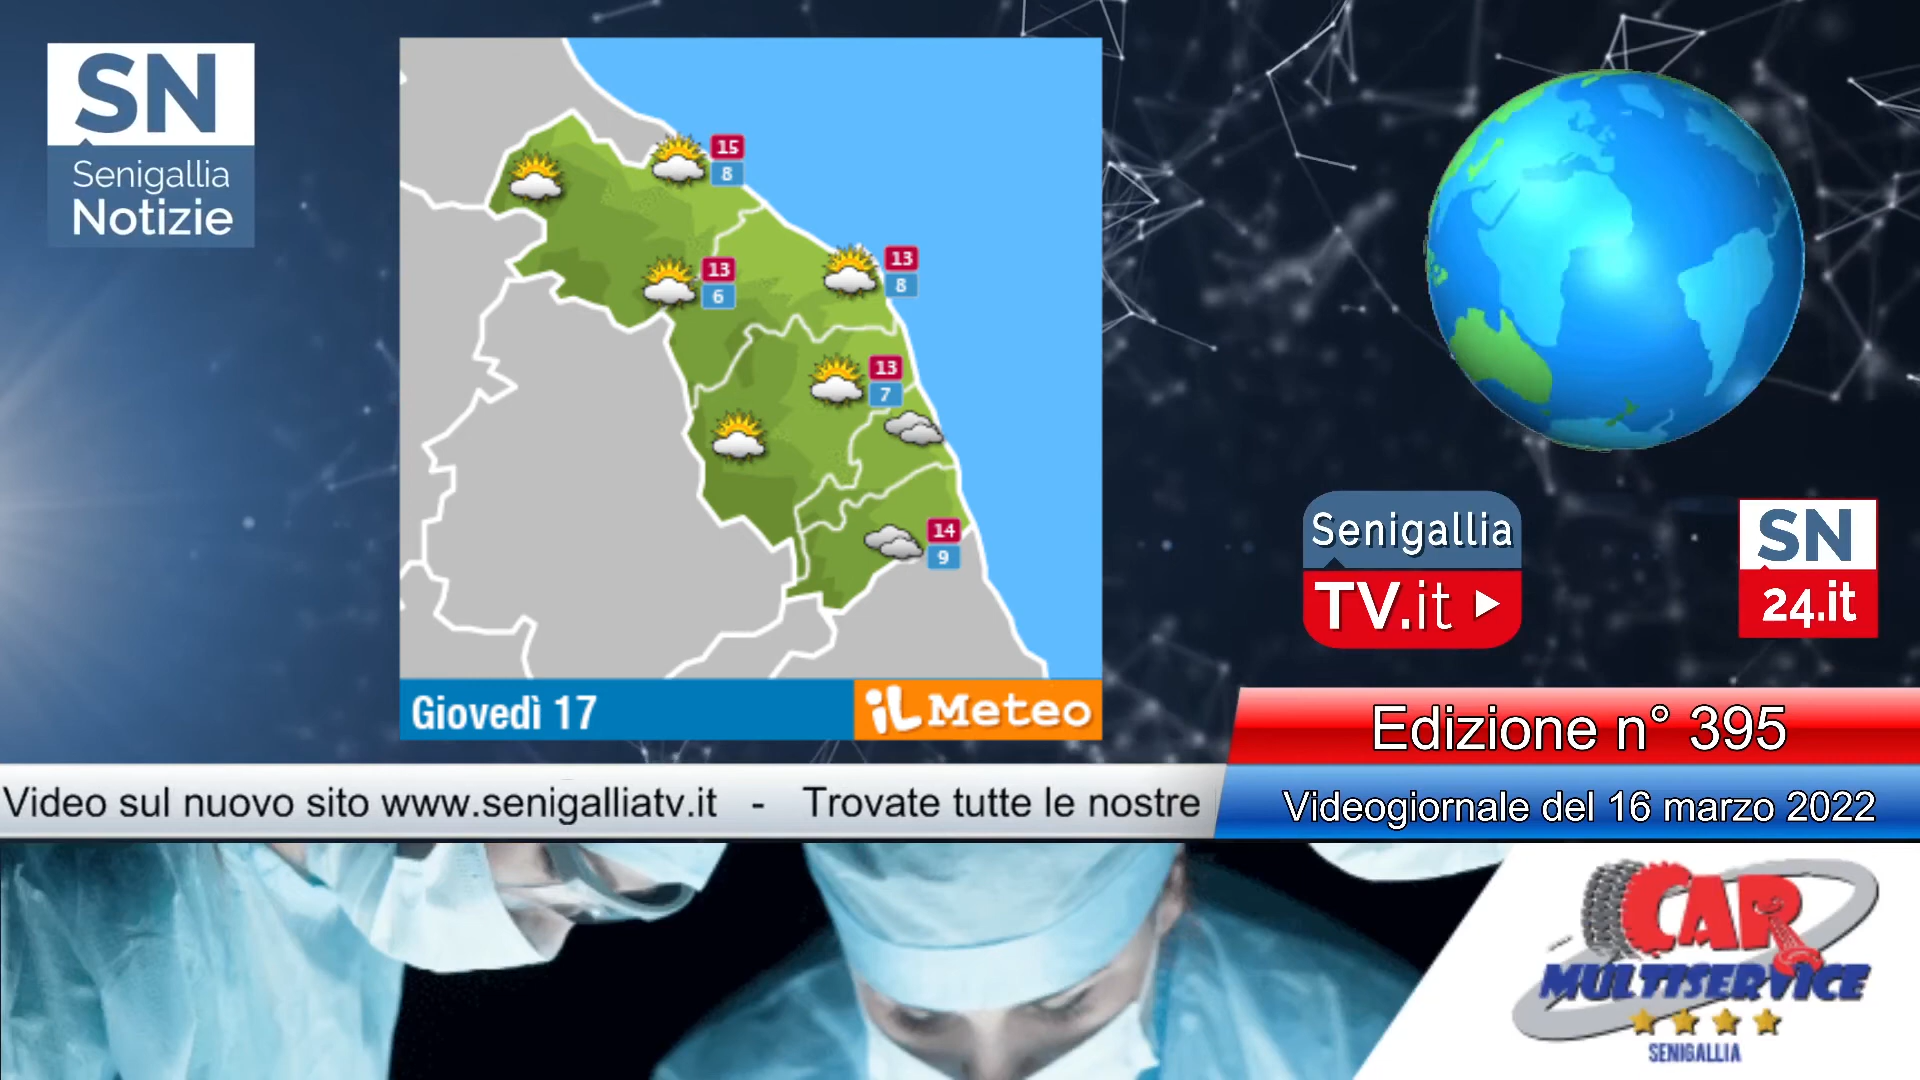 SN
Senigallia
Notizie
15
8
13
6
13
8
13
7
14
9
Giovedì 17
iL Meteo
Senigallia
TV.it
SN
24.it
Edizione n° 395
Video sul nuovo sito www.senigalliatv.it - Trovate tutte le nostre
Videogiornale del 16 marzo 2022
CAR
MULTISERVICE
SENIGALLIA